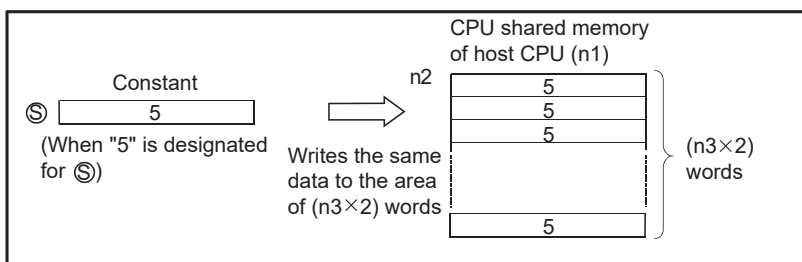 Constant
Ⓢ 5
(When "5" is designated
for Ⓢ)
Writes the same
data to the area
of (n3×2) words
CPU shared memory
of host CPU (n1)
n2
5
5
5
5
(n3×2)
words